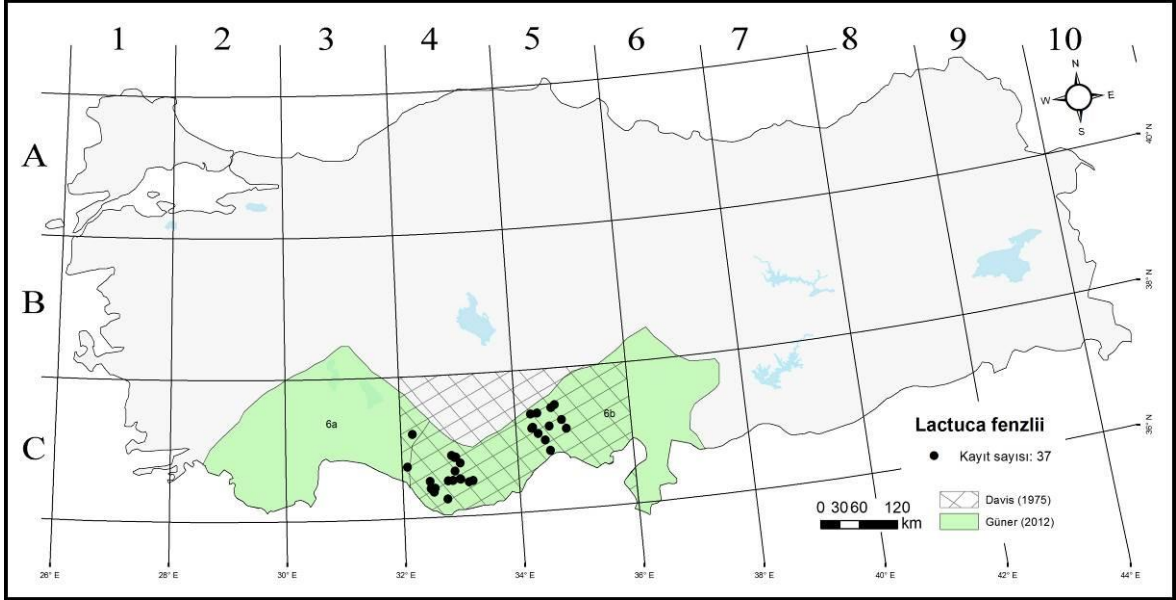 1 2 3 4 5 6 7 8 9 10
N
W E
S
A
40° N
B
38° N
6a
6b
36° N
C
Lactuca fenzlii
Kayıt sayısı: 37
0 30 60 120
km
Davis (1975)
Güner (2012)
26° E 28° E 30° E 32° E 34° E 36° E 38° E 40° E 42° E 44° E